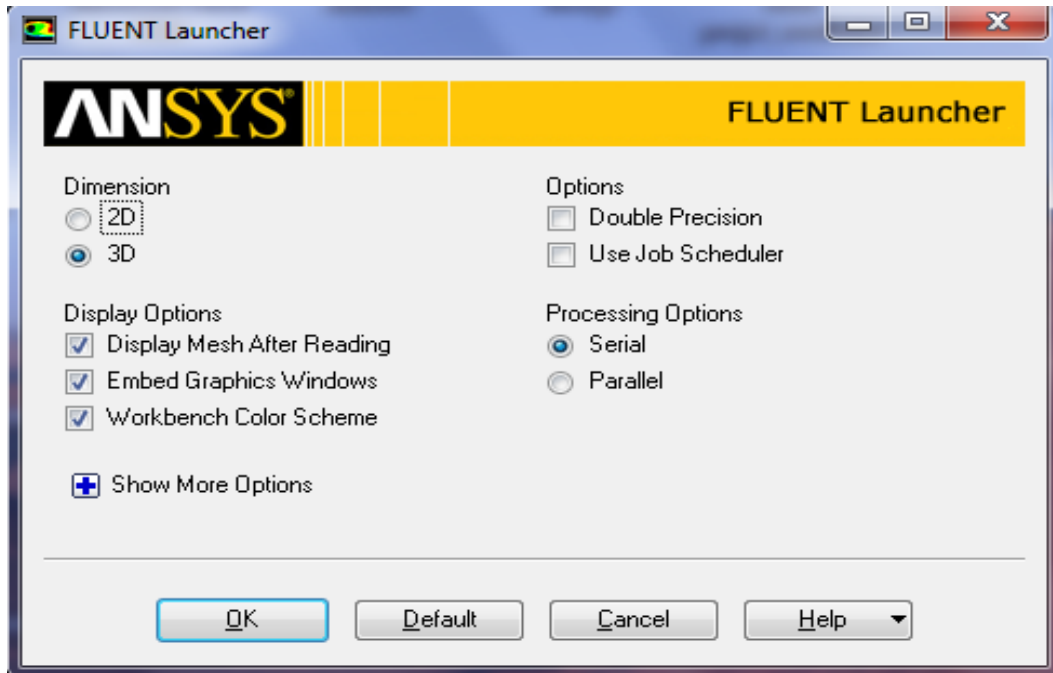 FLUENT Launcher
ANSYS®
FLUENT Launcher
Dimension
2D
3D
Options
Double Precision
Use Job Scheduler
Display Options
Display Mesh After Reading
Embed Graphics Windows
Workbench Color Scheme
Processing Options
Serial
Parallel
Show More Options
OK
Default
Cancel
Help